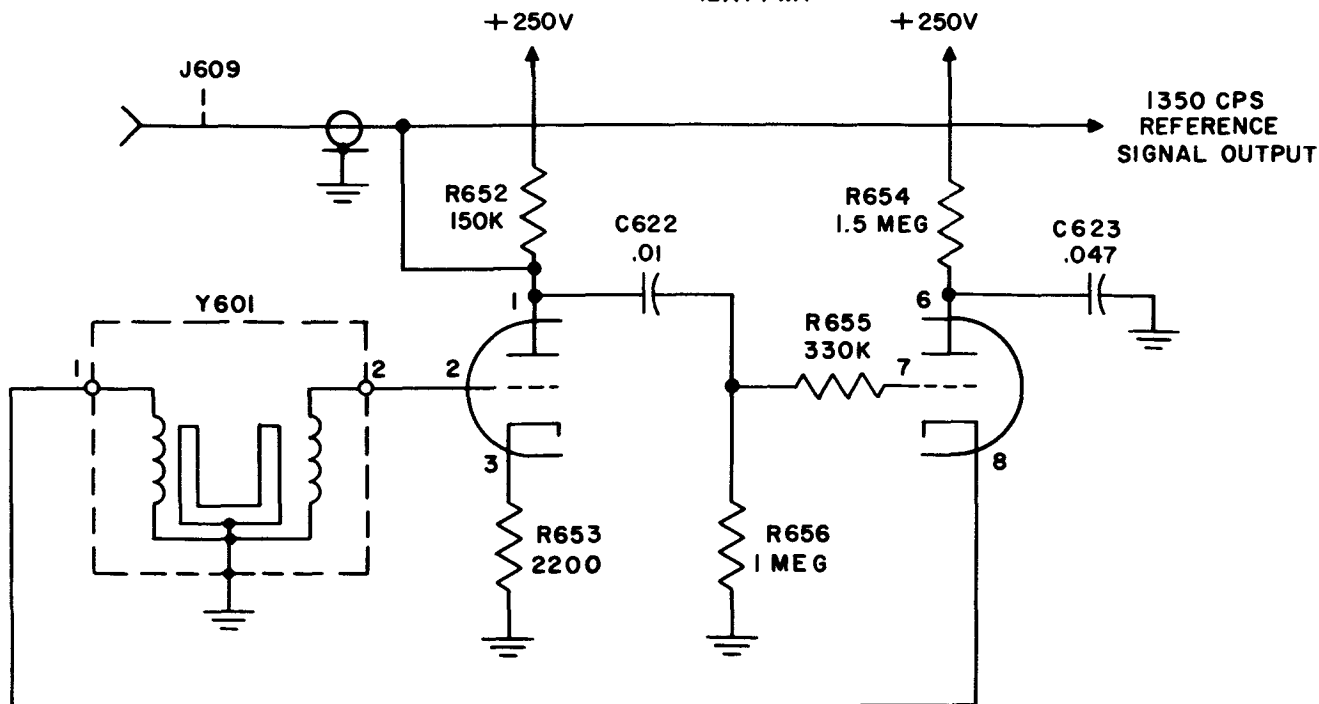 +250V
+250V
J609
1350 CPS
REFERENCE
SIGNAL OUTPUT
R652
150K
R654
1.5 MEG
C622
.01
C623
.047
Y601
1
6
R655
330K
1
2
2
7
3
8
R653
2200
R656
1 MEG